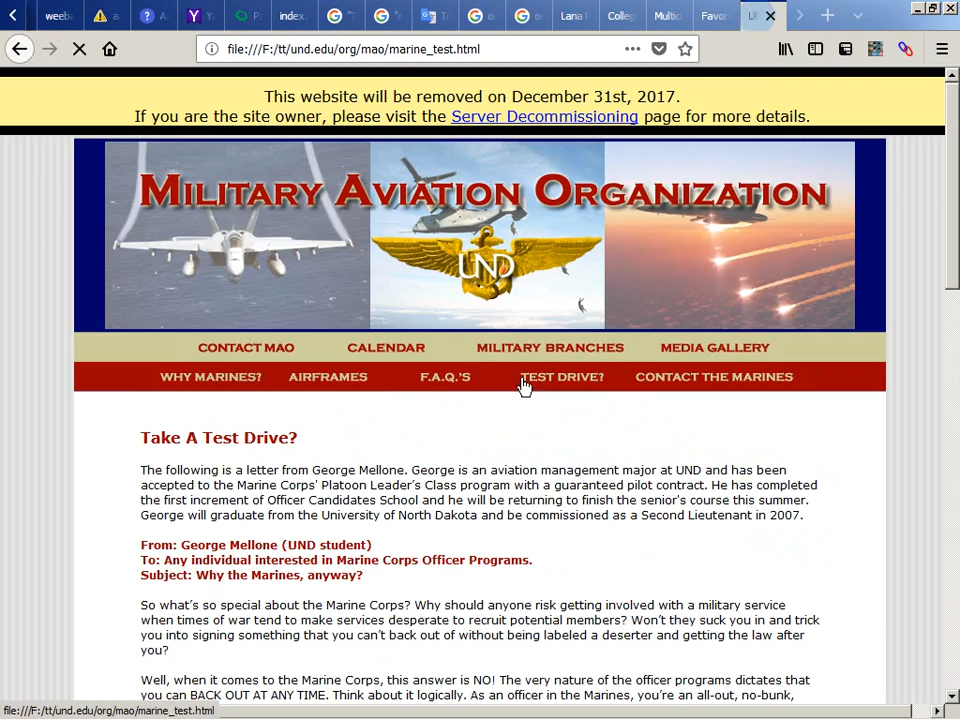 weeba
a
A
Y
P
index.
"
"c
Ti
o
o
Lana
Colleg
Multic
Favor
U
file:///F:/tt/und.edu/org/mao/marine_test.html
This website will be removed on December 31st, 2017.
If you are the site owner, please visit the Server Decommissioning page for more details.
MILITARY AVIATION ORGANIZATION
UND
CONTACT MAO CALENDAR MILITARY BRANCHES MEDIA GALLERY
WHY MARINES? AIRFRAMES F.A.Q.'S TEST DRIVE? CONTACT THE MARINES
Take A Test Drive?
The following is a letter from George Mellone. George is an aviation management major at UND and has been
accepted to the Marine Corps' Platoon Leader's Class program with a guaranteed pilot contract. He has completed
the first increment of Officer Candidates School and he will be returning to finish the senior's course this summer.
George will graduate from the University of North Dakota and be commissioned as a Second Lieutenant in 2007.
From: George Mellone (UND student)
To: Any individual interested in Marine Corps Officer Programs.
Subject: Why the Marines, anyway?
So what's so special about the Marine Corps? Why should anyone risk getting involved with a military service
when times of war tend to make services desperate to recruit potential members? Won't they suck you in and trick
you into signing something that you can't back out of without being labeled a deserter and getting the law after
you?
Well, when it comes to the Marine Corps, this answer is NO! The very nature of the officer programs dictates that
you can BACK OUT AT ANY TIME. Think about it logically. As an officer in the Marines, you're an all-out, no-bunk,
file:///F:/tt/und.edu/org/mao/marine_test.html